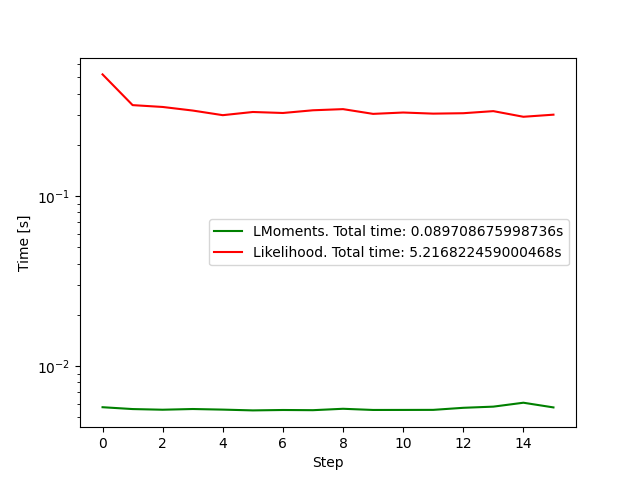 10⁻¹
10⁻²
Time [s]
LMoments. Total time: 0.089708675998736s
Likelihood. Total time: 5.216822459000468s
0 2 4 6 8 10 12 14
Step